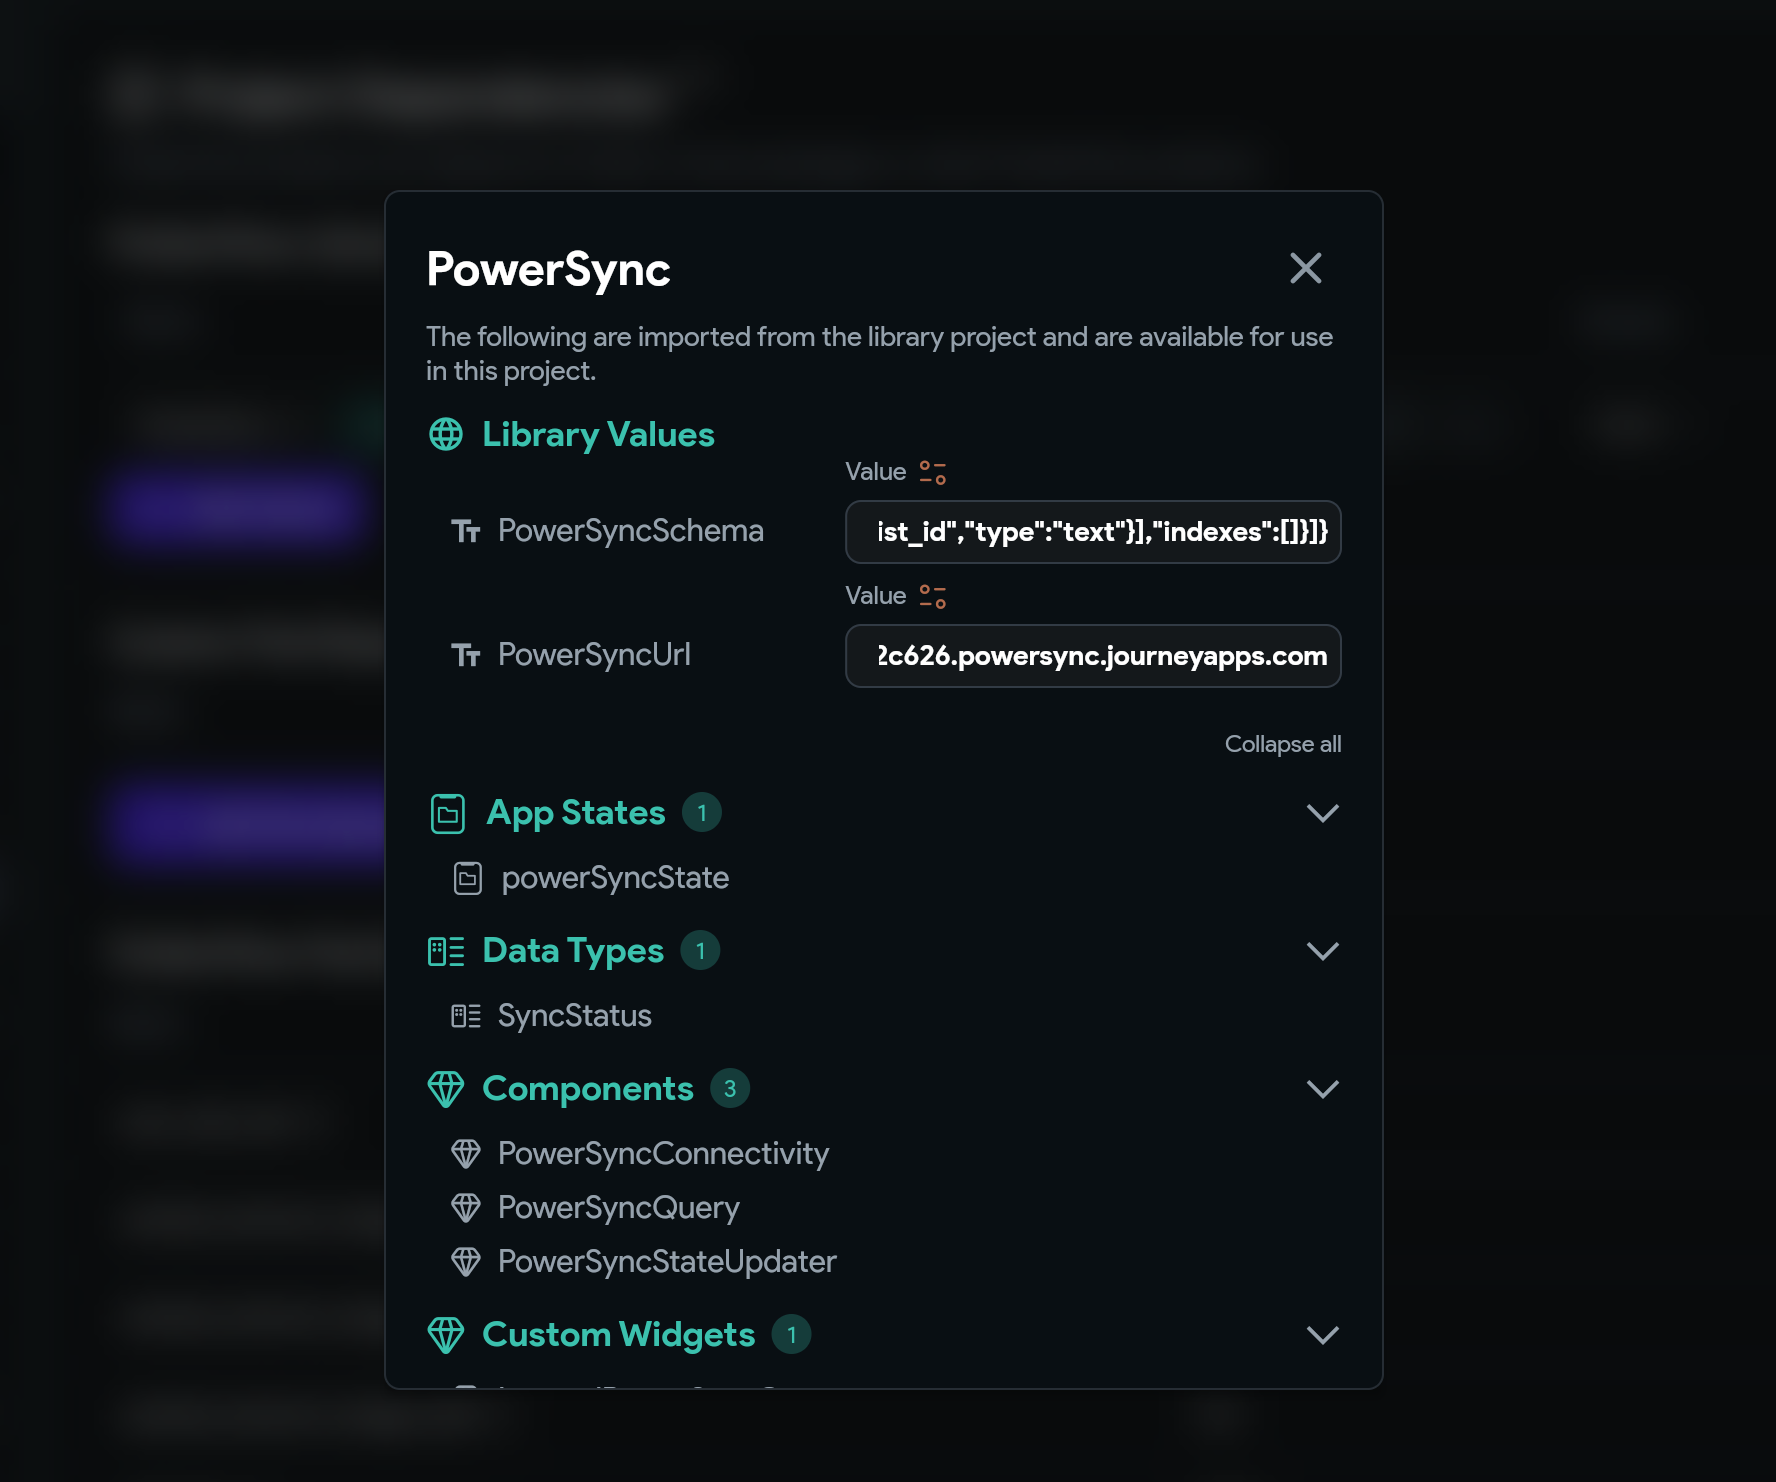 PowerSync
The following are imported from the library project and are available for use
in this project.
Library Values
Value
PowerSyncSchema
ist_id","type":"text"}],"indexes":[]}]}
Value
PowerSyncUrl
2c626.powersync.journeyapps.com
Collapse all
App States 1
powerSyncState
Data Types 1
SyncStatus
Components 3
PowerSyncConnectivity
PowerSyncQuery
PowerSyncStateUpdater
Custom Widgets 1